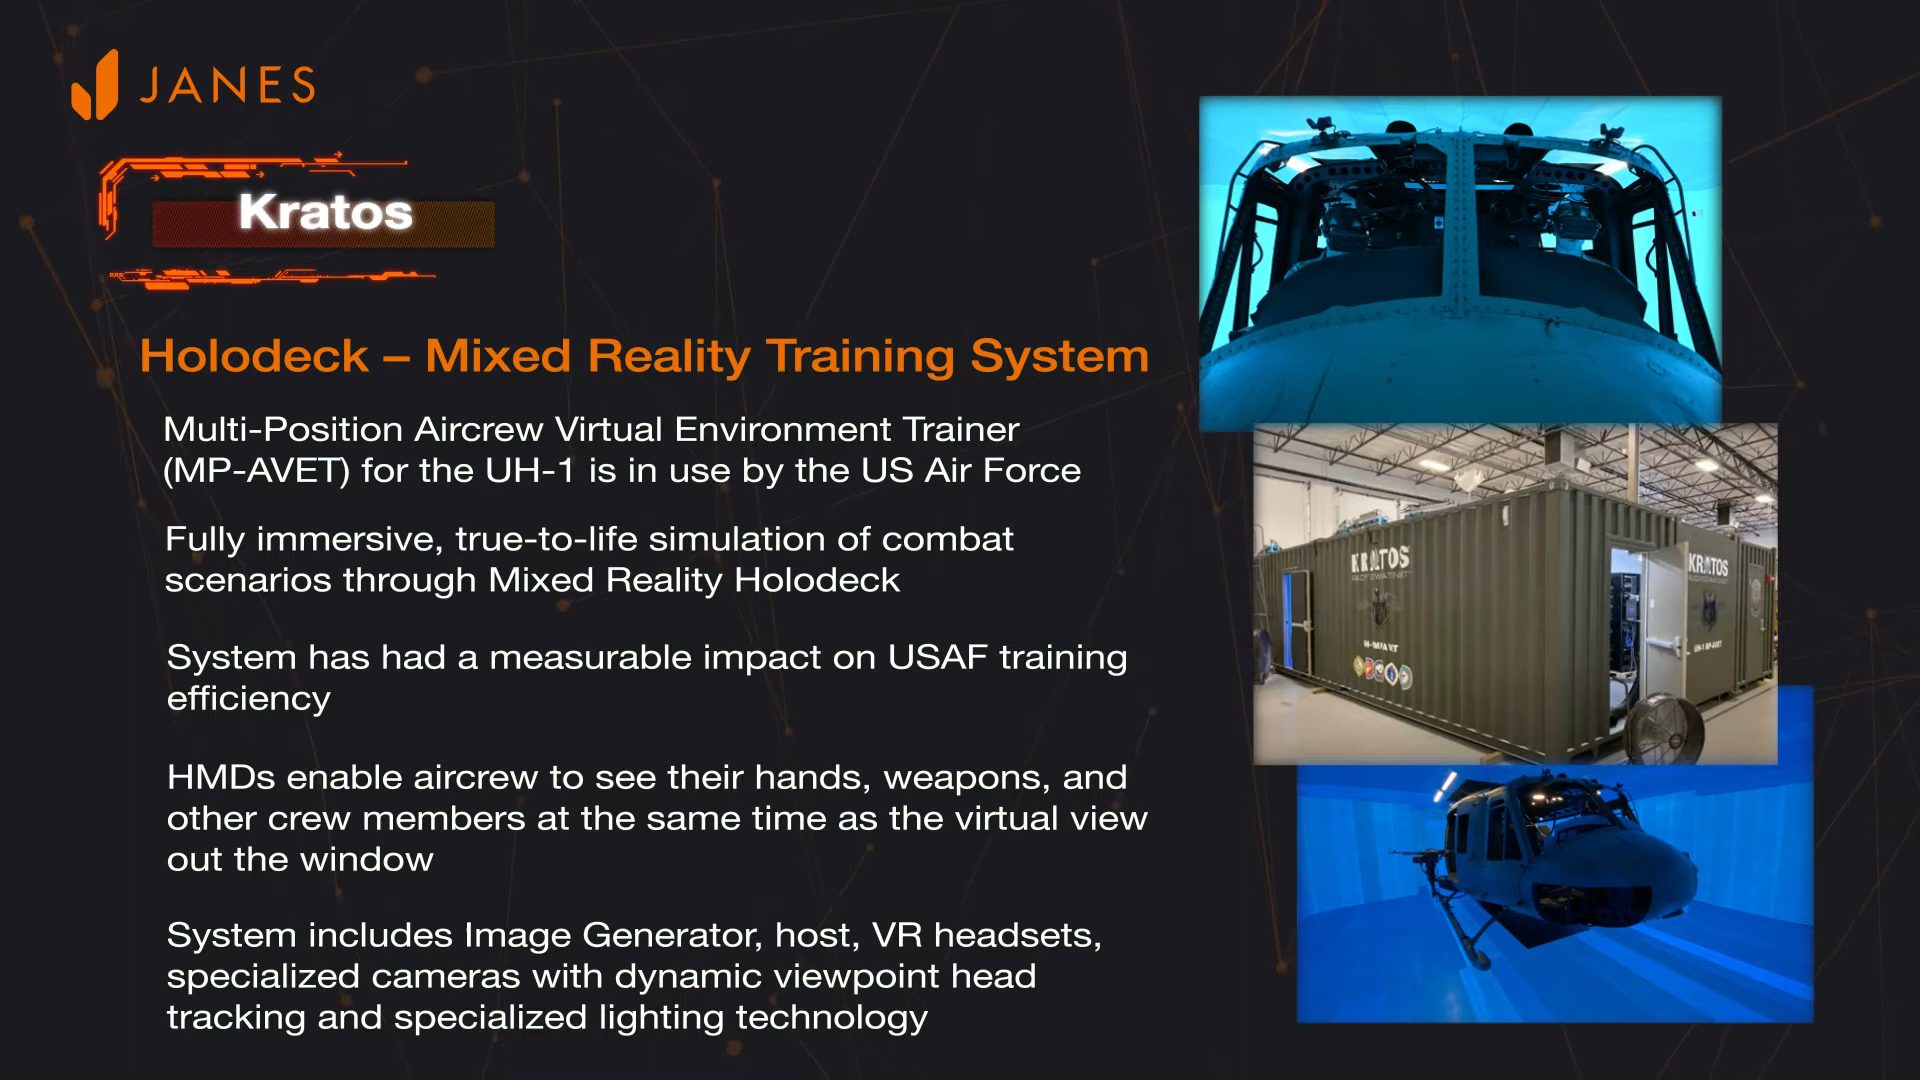 JANES
Kratos
Holodeck – Mixed Reality Training System
Multi-Position Aircrew Virtual Environment Trainer
(MP-AVET) for the UH-1 is in use by the US Air Force
Fully immersive, true-to-life simulation of combat
scenarios through Mixed Reality Holodeck
System has had a measurable impact on USAF training
efficiency
HMDs enable aircrew to see their hands, weapons, and
other crew members at the same time as the virtual view
out the window
System includes Image Generator, host, VR headsets,
specialized cameras with dynamic viewpoint head
tracking and specialized lighting technology
KRATOS
KRATOS
UH-1 MP-AVET